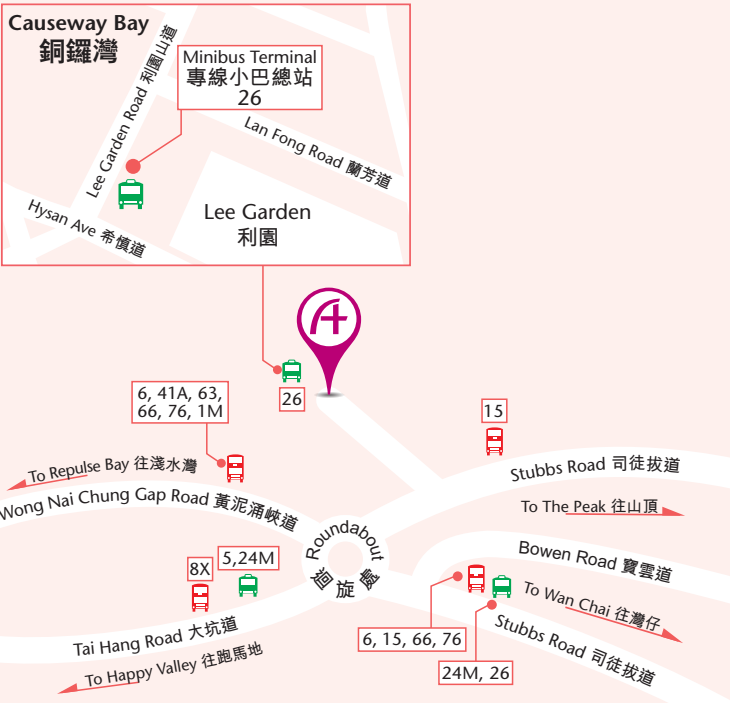 Causeway Bay
銅鑼灣
Minibus Terminal
專線小巴總站
26
Lee Garden Road 利園山道
Lan Fong Road 蘭芳道
Hysan Ave 希慎道
Lee Garden
利園
26
6, 41A, 63,
66, 76, 1M
15
To Repulse Bay 往淺水灣
Wong Nai Chung Gap Road 黃泥涌峽道
Stubbs Road 司徒拔道
To The Peak 往山頂
Roundabout
迴旋處
Bowen Road 寶雲道
8X
5,24M
To Wan Chai 往灣仔
Stubbs Road 司徒拔道
6, 15, 66, 76
24M, 26
Tai Hang Road 大坑道
To Happy Valley 往跑馬地